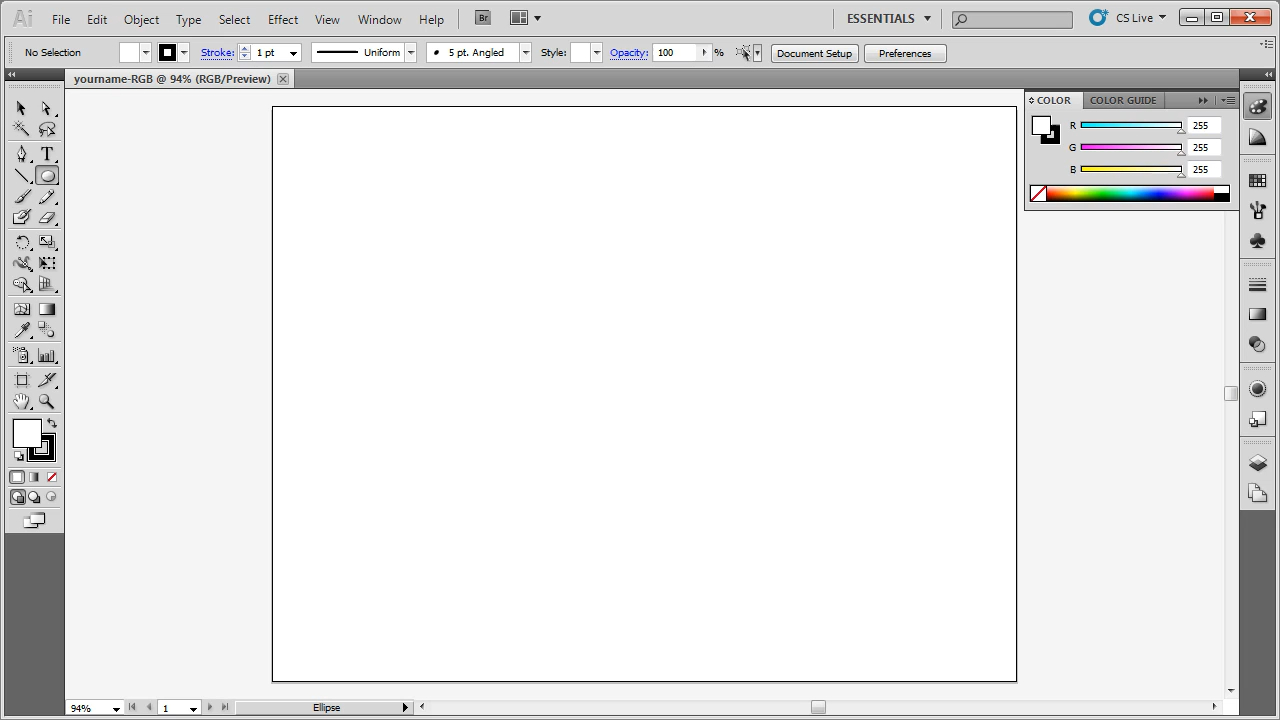 Ai File Edit Object Type Select Effect View Window Help Br ESSENTIALS CS Live
No Selection Stroke: 1 pt Uniform 5 pt. Angled Style: Opacity: 100 % Document Setup Preferences
yourname-RGB @ 94% (RGB/Preview)
COLOR COLOR GUIDE
R 255
G 255
B 255
T
94% 1 Ellipse